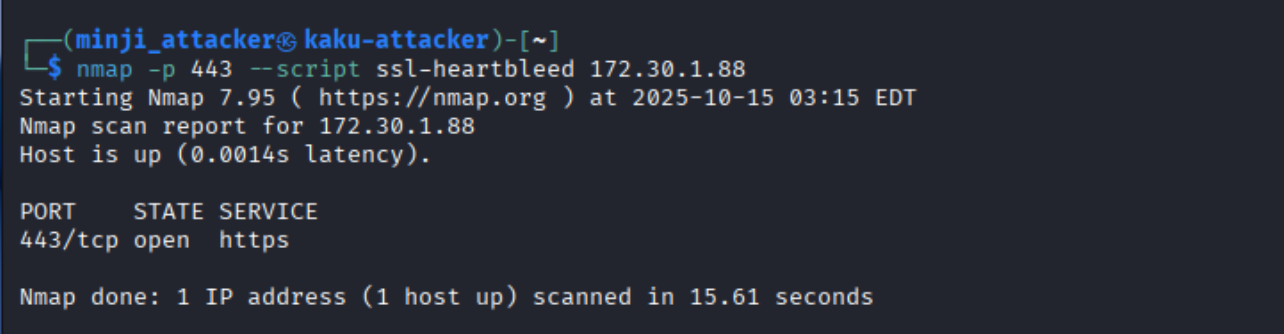 ┌──(minji_attacker㉿kaku-attacker)-[~]
└─$ nmap -p 443 --script ssl-heartbleed 172.30.1.88
Starting Nmap 7.95 ( https://nmap.org ) at 2025-10-15 03:15 EDT
Nmap scan report for 172.30.1.88
Host is up (0.0014s latency).
PORT    STATE SERVICE
443/tcp open  https
Nmap done: 1 IP address (1 host up) scanned in 15.61 seconds